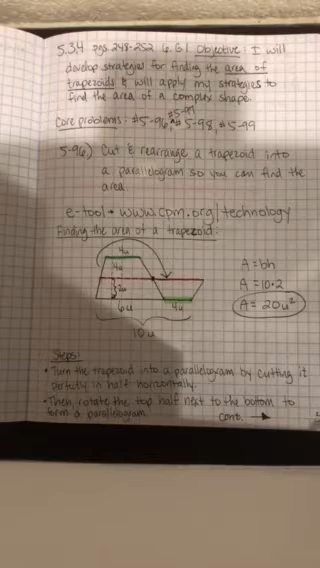 5.3.4 pgs. 248-252 6.G.1 Objective: I will
develop strategies for finding the area of
trapezoids & will apply my strategies to
find the area of a complex shape.
#5-97
Core problems: #5-96, # 5-98 # 5-99
5-96.) Cut & rearrange a trapezoid into
a parallelogram so you can find the
area.
e-tool • www.cpm.org/technology
Finding the area of a trapezoid:
4u
4u
2u
6u
4u
10u
A = bh
A = 10·2
A = 20u²
Steps:
• Turn the trapezoid into a parallelogram by cutting it
perfectly in half horizontally.
• Then rotate the top half next to the bottom to
form a parallelogram.
cont. →